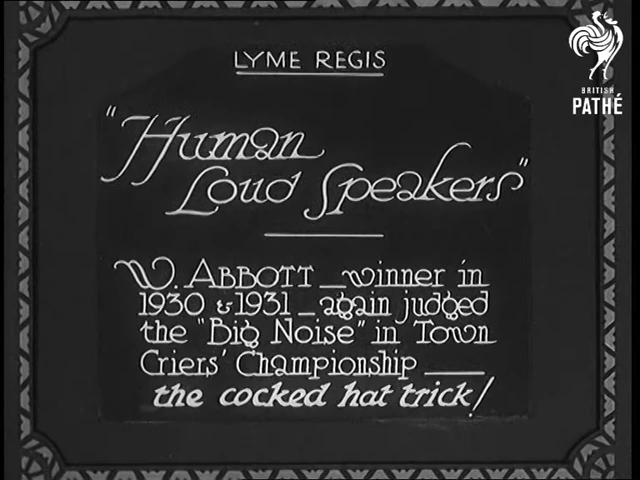 LYME REGIS
BRITISH
PATHÉ
"Human
Loud Speakers"
W. ABBOTT — winner in
1930 & 1931 — again judged
the "Big Noise" in Town
Criers' Championship —
the cocked hat trick!